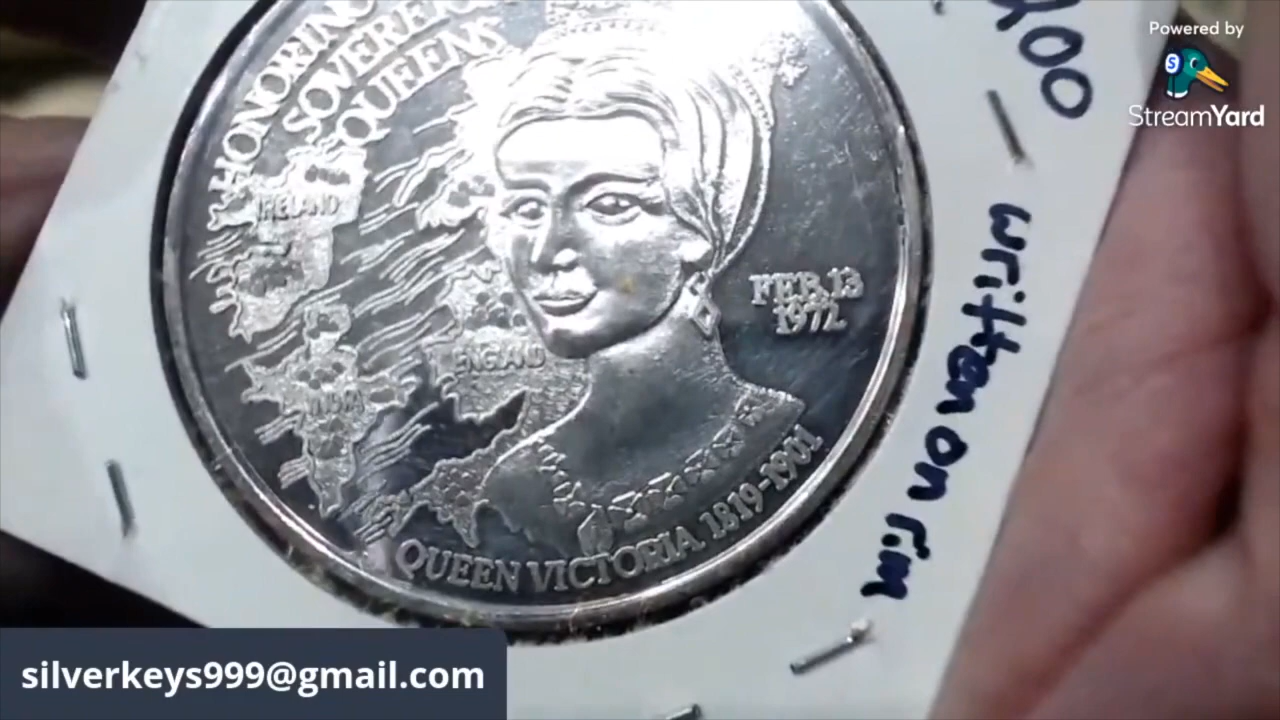 HONORING
SOVEREIGN
QUEENS
IRELAND
INDIA
ENGLAND
FEB. 13
1972
QUEEN VICTORIA 1819-1901
written on rim
Powered by
StreamYard
silverkeys999@gmail.com